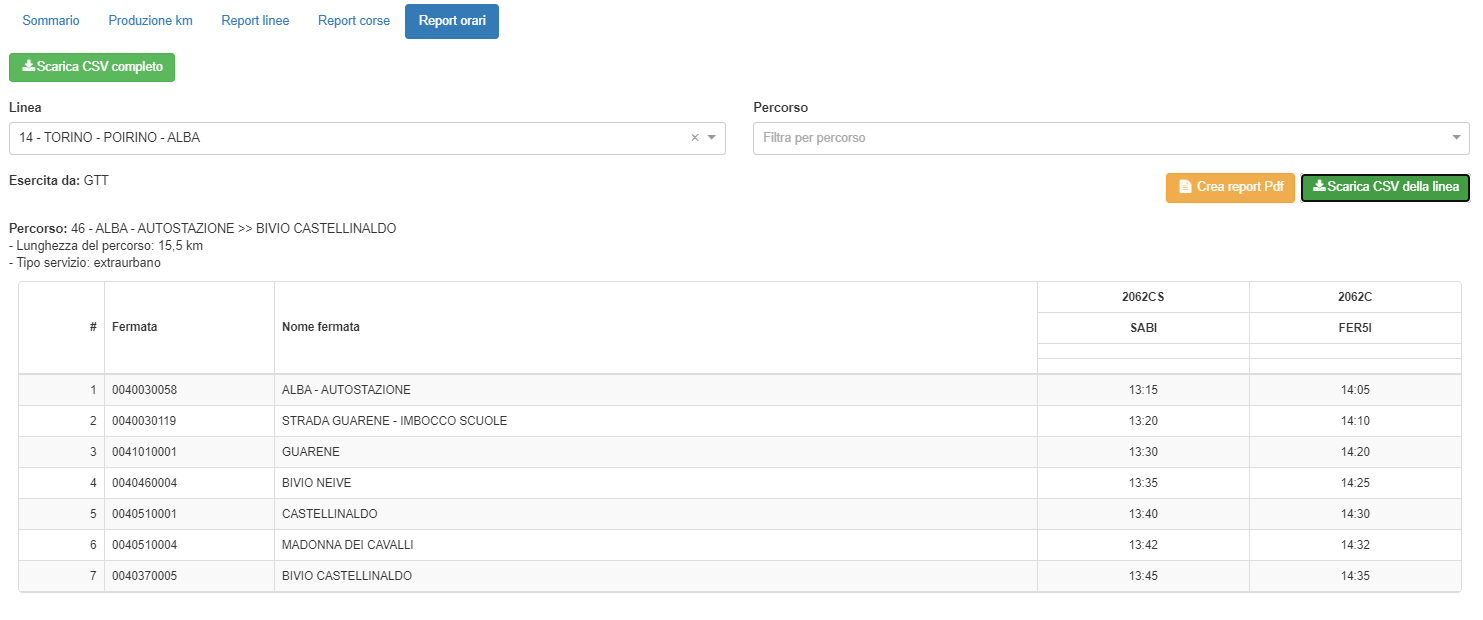 Sommario Produzione km Report linee Report corse Report orari
Scarica CSV completo
Linea Percorso
14 - TORINO - POIRINO - ALBA × Filtra per percorso
Esercita da: GTT Crea report Pdf Scarica CSV della linea
Percorso: 46 - ALBA - AUTOSTAZIONE >> BIVIO CASTELLINALDO
- Lunghezza del percorso: 15,5 km
- Tipo servizio: extraurbano
2062CS 2062C
# Fermata Nome fermata SABI FER5I
1 0040030058 ALBA - AUTOSTAZIONE 13:15 14:05
2 0040030119 STRADA GUARENE - IMBOCCO SCUOLE 13:20 14:10
3 0041010001 GUARENE 13:30 14:20
4 0040460004 BIVIO NEIVE 13:35 14:25
5 0040510001 CASTELLINALDO 13:40 14:30
6 0040510004 MADONNA DEI CAVALLI 13:42 14:32
7 0040370005 BIVIO CASTELLINALDO 13:45 14:35